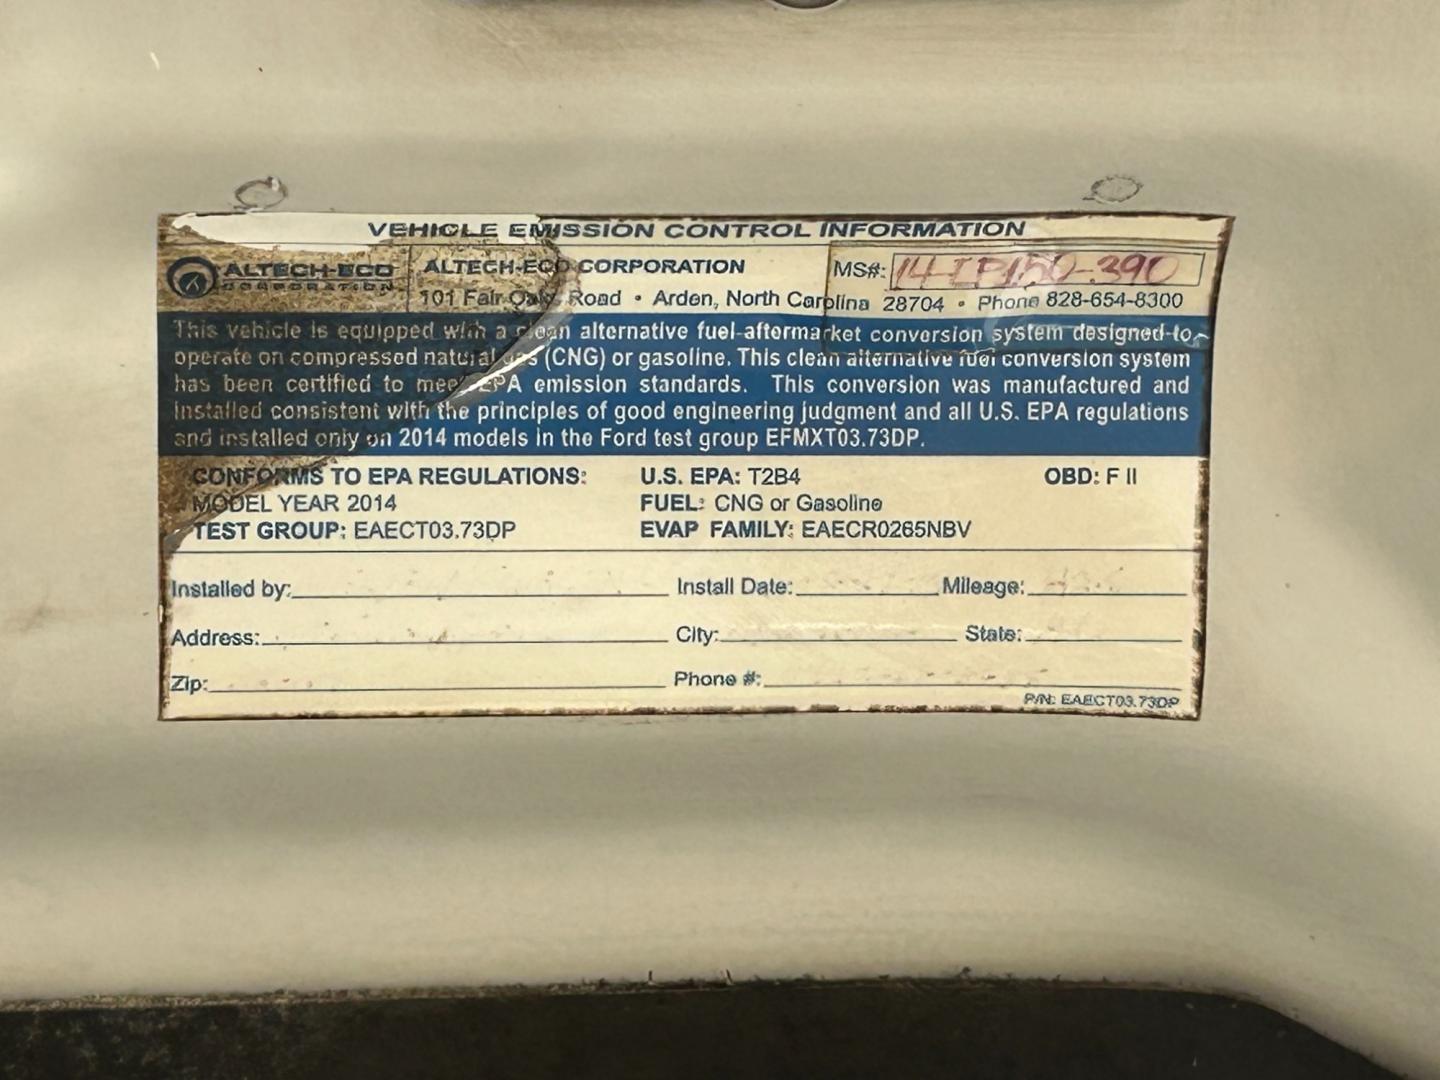 VEHICLE EMISSION CONTROL INFORMATION
ALTECH-ECO
CORPORATION
ALTECH-ECO CORPORATION
MS#: 14-LP150-390
101 Fair Oaks Road • Arden, North Carolina 28704 • Phone 828-654-8300
This vehicle is equipped with a clean alternative fuel-aftermarket conversion system designed to
operate on compressed natural gas (CNG) or gasoline. This clean alternative fuel conversion system
has been certified to meet EPA emission standards. This conversion was manufactured and
installed consistent with the principles of good engineering judgment and all U.S. EPA regulations
and installed only on 2014 models in the Ford test group EFMXT03.73DP.
CONFORMS TO EPA REGULATIONS:
MODEL YEAR 2014
TEST GROUP: EAECT03.73DP
U.S. EPA: T2B4
FUEL: CNG or Gasoline
EVAP FAMILY: EAECR0265NBV
OBD: F II
Installed by: Install Date: Mileage:
Address: City: State:
Zip: Phone #:
P/N: EAECT03.73DP